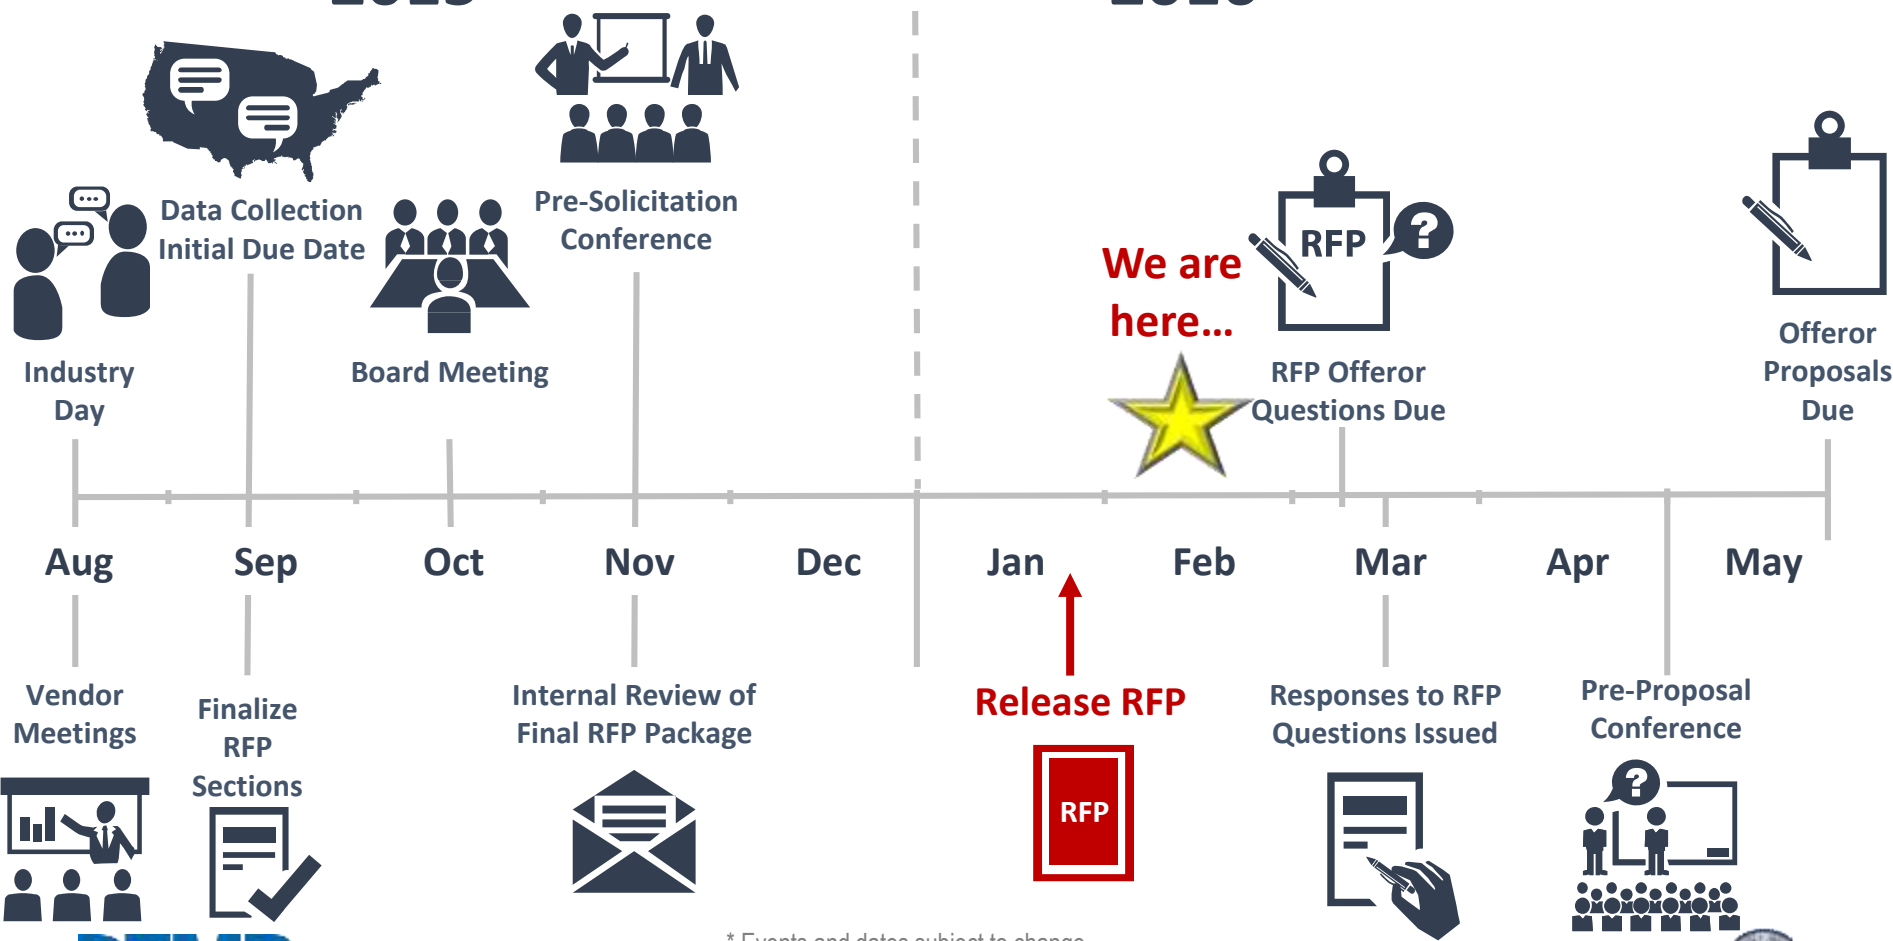 We are
here...
RFP
?
Data Collection
Initial Due Date
Pre-Solicitation
Conference
Industry
Day
Board Meeting
RFP Offeror
Questions Due
Offeror
Proposals
Due
Aug
Sep
Oct
Nov
Dec
Jan
Feb
Mar
Apr
May
Vendor
Meetings
Finalize
RFP
Sections
Internal Review of
Final RFP Package
Release RFP
RFP
Responses to RFP
Questions Issued
Pre-Proposal
Conference
?
* Events and dates subject to change